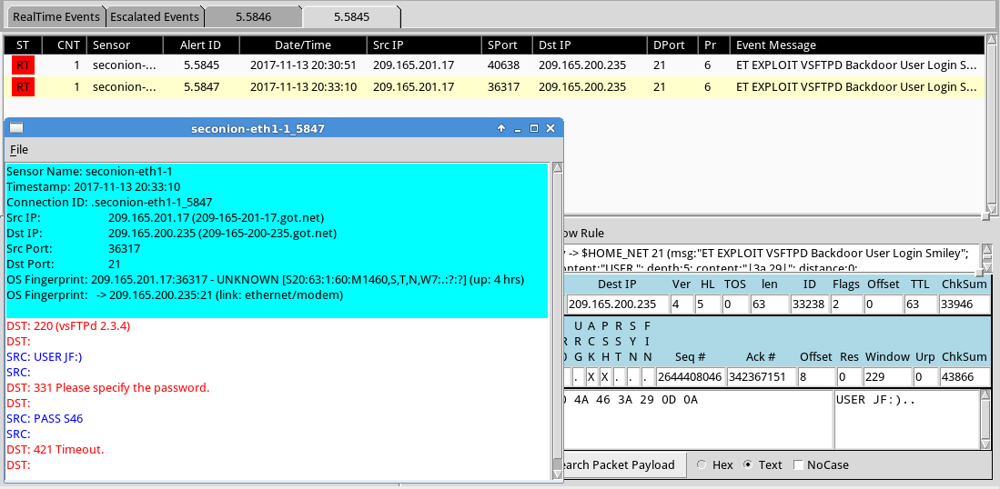 RealTime Events Escalated Events 5.5846 5.5845
ST CNT Sensor Alert ID Date/Time Src IP SPort Dst IP DPort Pr Event Message
RT 1 seconion-... 5.5845 2017-11-13 20:30:51 209.165.201.17 40638 209.165.200.235 21 6 ET EXPLOIT VSFTPD Backdoor User Login S...
RT 1 seconion-... 5.5847 2017-11-13 20:33:10 209.165.201.17 36317 209.165.200.235 21 6 ET EXPLOIT VSFTPD Backdoor User Login S...
seconion-eth1-1_5847
File
Sensor Name: seconion-eth1-1
Timestamp: 2017-11-13 20:33:10
Connection ID: .seconion-eth1-1_5847
Src IP: 209.165.201.17 (209-165-201-17.got.net)
Dst IP: 209.165.200.235 (209-165-200-235.got.net)
Src Port: 36317
Dst Port: 21
OS Fingerprint: 209.165.201.17:36317 - UNKNOWN [S20:63:1:60:M1460,S,T,N,W7:.:?:?] (up: 4 hrs)
OS Fingerprint: -> 209.165.200.235:21 (link: ethernet/modem)
DST: 220 (vsFTPd 2.3.4)
DST:
SRC: USER JF:)
SRC:
DST: 331 Please specify the password.
DST:
SRC: PASS S46
SRC:
DST: 421 Timeout.
DST:
ow Rule
-> $HOME_NET 21 (msg:"ET EXPLOIT VSFTPD Backdoor User Login Smiley";
ontent:"USER "; depth:5; content:"|3a 29|"; distance:0;
Dest IP Ver HL TOS len ID Flags Offset TTL ChkSum
209.165.200.235 4 5 0 63 33238 2 0 63 33946
U A P R S F
R C S S Y I
G K H T N N Seq # Ack # Offset Res Window Urp ChkSum
. X X . . . 2644408046 342367151 8 0 229 0 43866
4A 46 3A 29 0D 0A USER JF:)..
earch Packet Payload Hex Text NoCase